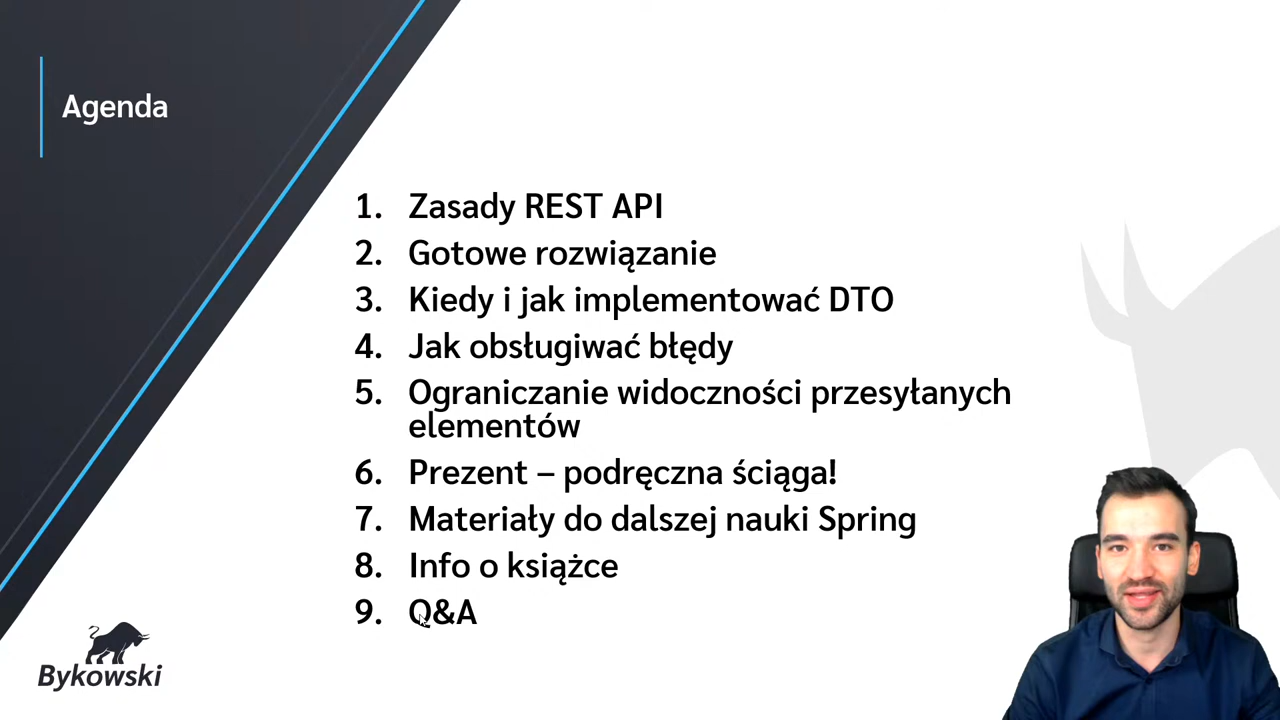 Agenda
1. Zasady REST API
2. Gotowe rozwiązanie
3. Kiedy i jak implementować DTO
4. Jak obsługiwać błędy
5. Ograniczanie widoczności przesyłanych
elementów
6. Prezent – podręczna ściąga!
7. Materiały do dalszej nauki Spring
8. Info o książce
9. Q&A
Bykowski